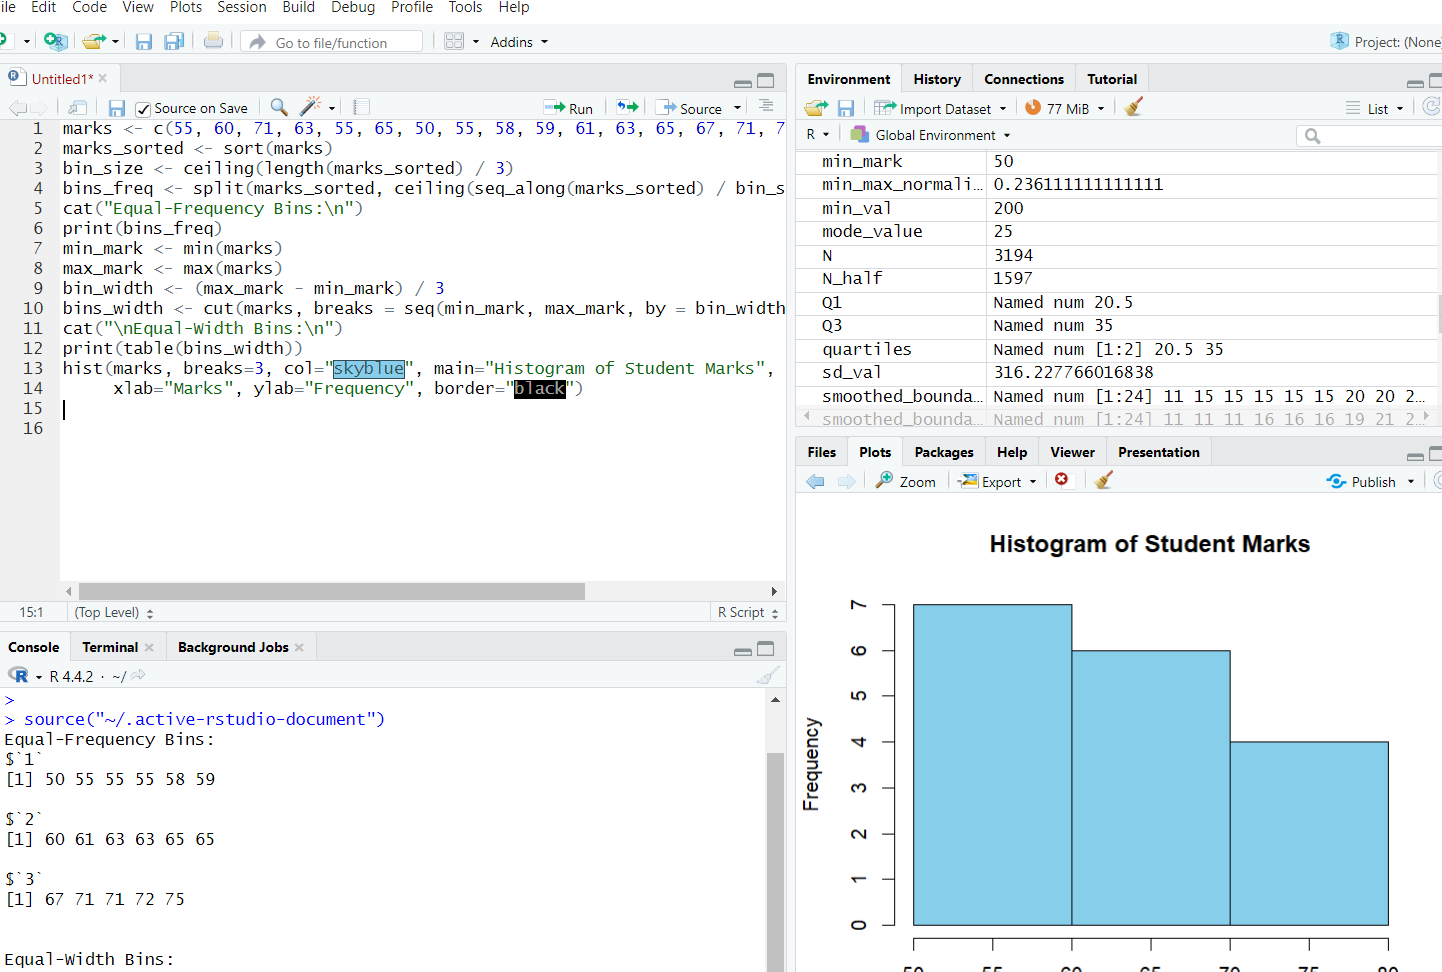 ile Edit Code View Plots Session Build Debug Profile Tools Help
Go to file/function Addins Project: (None
Untitled1*
Source on Save Run Source
1 marks <- c(55, 60, 71, 63, 55, 65, 50, 55, 58, 59, 61, 63, 65, 67, 71, 7
2 marks_sorted <- sort(marks)
3 bin_size <- ceiling(length(marks_sorted) / 3)
4 bins_freq <- split(marks_sorted, ceiling(seq_along(marks_sorted) / bin_s
5 cat("Equal-Frequency Bins:\n")
6 print(bins_freq)
7 min_mark <- min(marks)
8 max_mark <- max(marks)
9 bin_width <- (max_mark - min_mark) / 3
10 bins_width <- cut(marks, breaks = seq(min_mark, max_mark, by = bin_width
11 cat("\nEqual-Width Bins:\n")
12 print(table(bins_width))
13 hist(marks, breaks=3, col="skyblue", main="Histogram of Student Marks",
14 xlab="Marks", ylab="Frequency", border="black")
15
16
15:1 (Top Level) R Script
Console Terminal Background Jobs
R 4.4.2 · ~/
>
> source("~/.active-rstudio-document")
Equal-Frequency Bins:
$`1`
[1] 50 55 55 55 58 59
$`2`
[1] 60 61 63 63 65 65
$`3`
[1] 67 71 71 72 75
Equal-Width Bins:
Environment History Connections Tutorial
Import Dataset 77 MiB List
R Global Environment
min_mark 50
min_max_normali... 0.236111111111111
min_val 200
mode_value 25
N 3194
N_half 1597
Q1 Named num 20.5
Q3 Named num 35
quartiles Named num [1:2] 20.5 35
sd_val 316.227766016838
smoothed_bounda... Named num [1:24] 11 15 15 15 15 15 20 20 2...
smoothed_bounda... Named num [1:24] 11 11 11 16 16 16 19 21 2...
Files Plots Packages Help Viewer Presentation
Zoom Export Publish
Histogram of Student Marks
Frequency
7
6
5
4
3
2
1
0
50 55 60 65 70 75 80